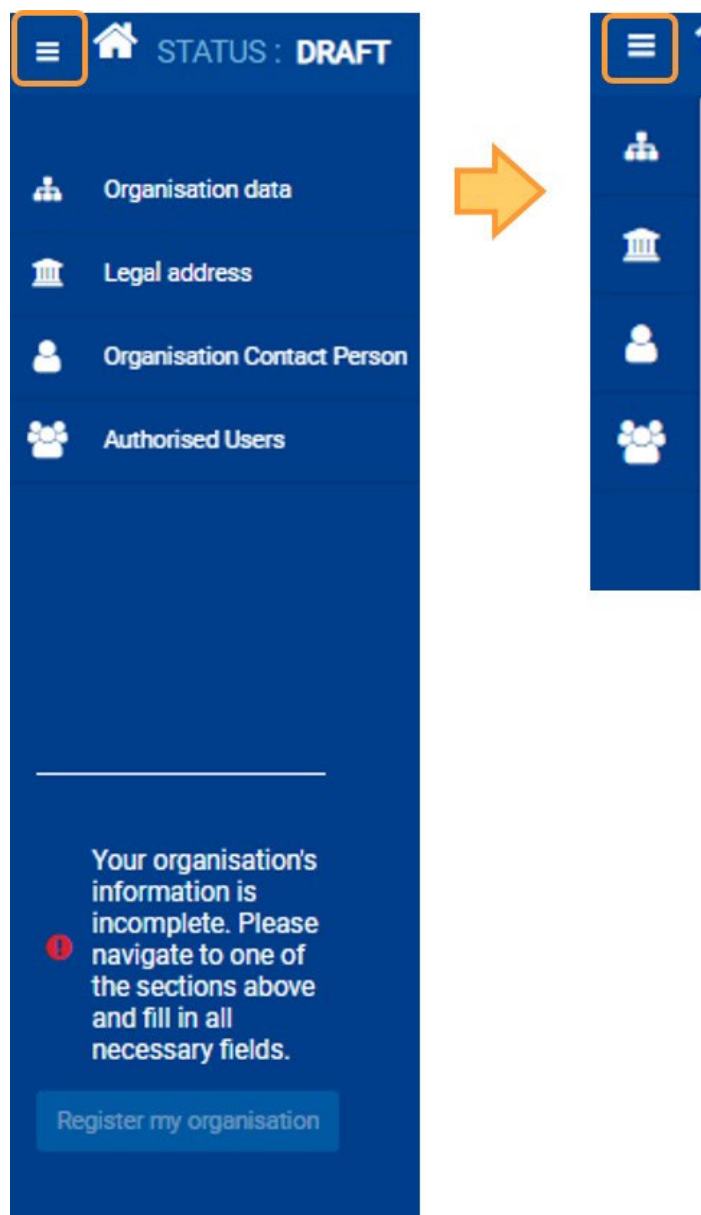 STATUS : DRAFT
Organisation data
Legal address
Organisation Contact Person
Authorised Users
Your organisation's
information is
incomplete. Please
navigate to one of
the sections above
and fill in all
necessary fields.
Register my organisation